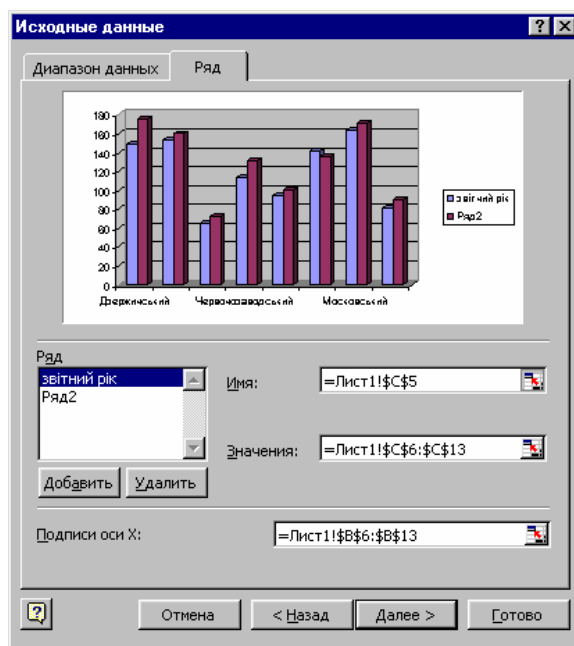 Исходные данные
Диапазон данных
Ряд
180
160
140
120
100
80
60
40
20
0
Дзержинський
Червонозаводський
Московський
звітний рік
Ряд2
Ряд
звітний рік
Ряд2
Имя:
=Лист1!$C$5
Значения:
=Лист1!$C$6:$C$13
Добавить
Удалить
Подписи оси X:
=Лист1!$B$6:$B$13
?
Отмена
< Назад
Далее >
Готово